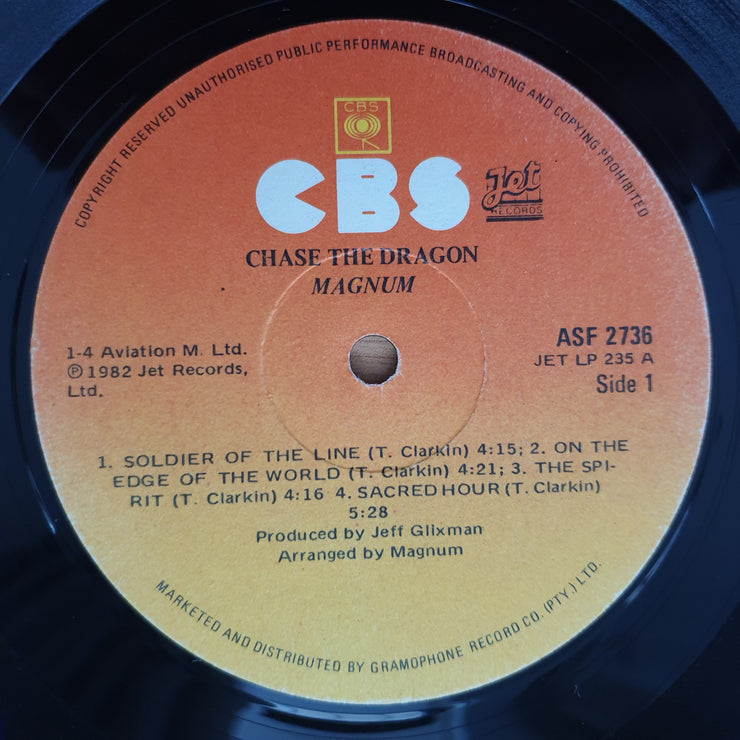 COPYRIGHT RESERVED UNAUTHORISED PUBLIC PERFORMANCE BROADCASTING AND COPYING PROHIBITED
CBS
CBS
Jet
RECORDS
CHASE THE DRAGON
MAGNUM
1-4 Aviation M. Ltd.
℗ 1982 Jet Records,
Ltd.
ASF 2736
JET LP 235 A
Side 1
1. SOLDIER OF THE LINE (T. Clarkin) 4:15; 2. ON THE
EDGE OF THE WORLD (T. Clarkin) 4:21; 3. THE SPI-
RIT (T. Clarkin) 4:16 4. SACRED HOUR (T. Clarkin)
5:28
Produced by Jeff Glixman
Arranged by Magnum
MARKETED AND DISTRIBUTED BY GRAMOPHONE RECORD CO. (PTY.) LTD.